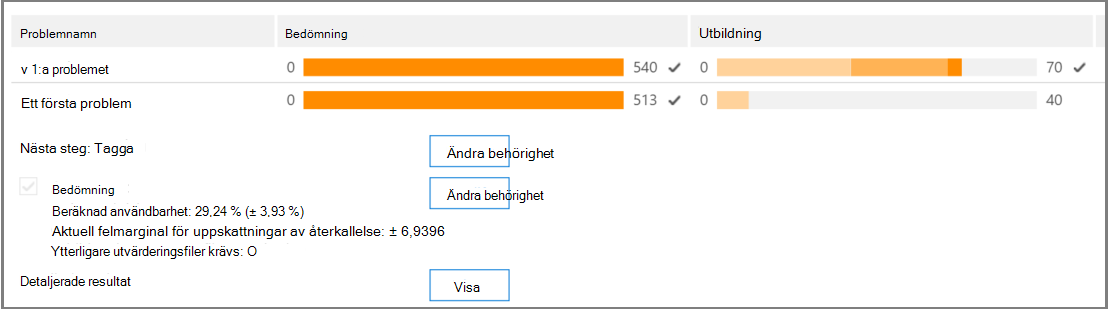 Problemnamn Bedömning Utbildning
v 1:a problemet 0 540 0 70
Ett första problem 0 513 0 40
Nästa steg: Tagga Ändra behörighet
Bedömning Ändra behörighet
Beräknad användbarhet: 29,24 % (± 3,93 %)
Aktuell felmarginal för uppskattningar av återkallelse: ± 6,9396
Ytterligare utvärderingsfiler krävs: O
Detaljerade resultat Visa